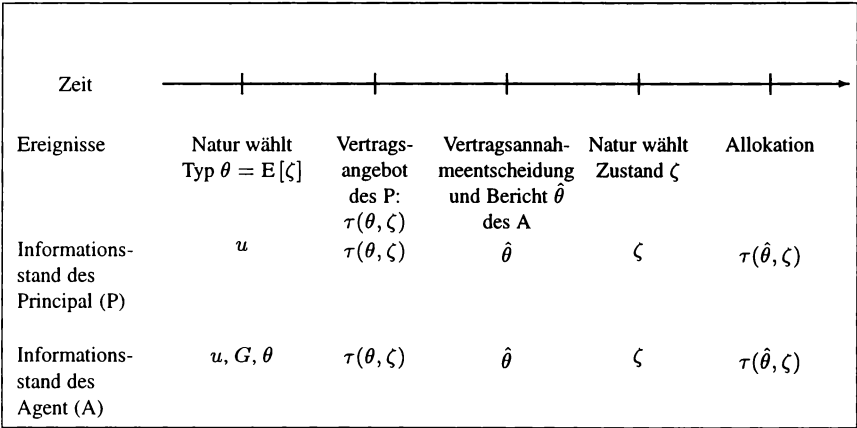 Zeit
Ereignisse Natur wählt Vertrags- Vertragsannah- Natur wählt Allokation
Typ θ = E [ζ] angebot meentscheidung Zustand ζ
des P: und Bericht θ̂
τ(θ, ζ) des A
Informations- u τ(θ, ζ) θ̂ ζ τ(θ̂, ζ)
stand des
Principal (P)
Informations- u, G, θ τ(θ, ζ) θ̂ ζ τ(θ̂, ζ)
stand des
Agent (A)